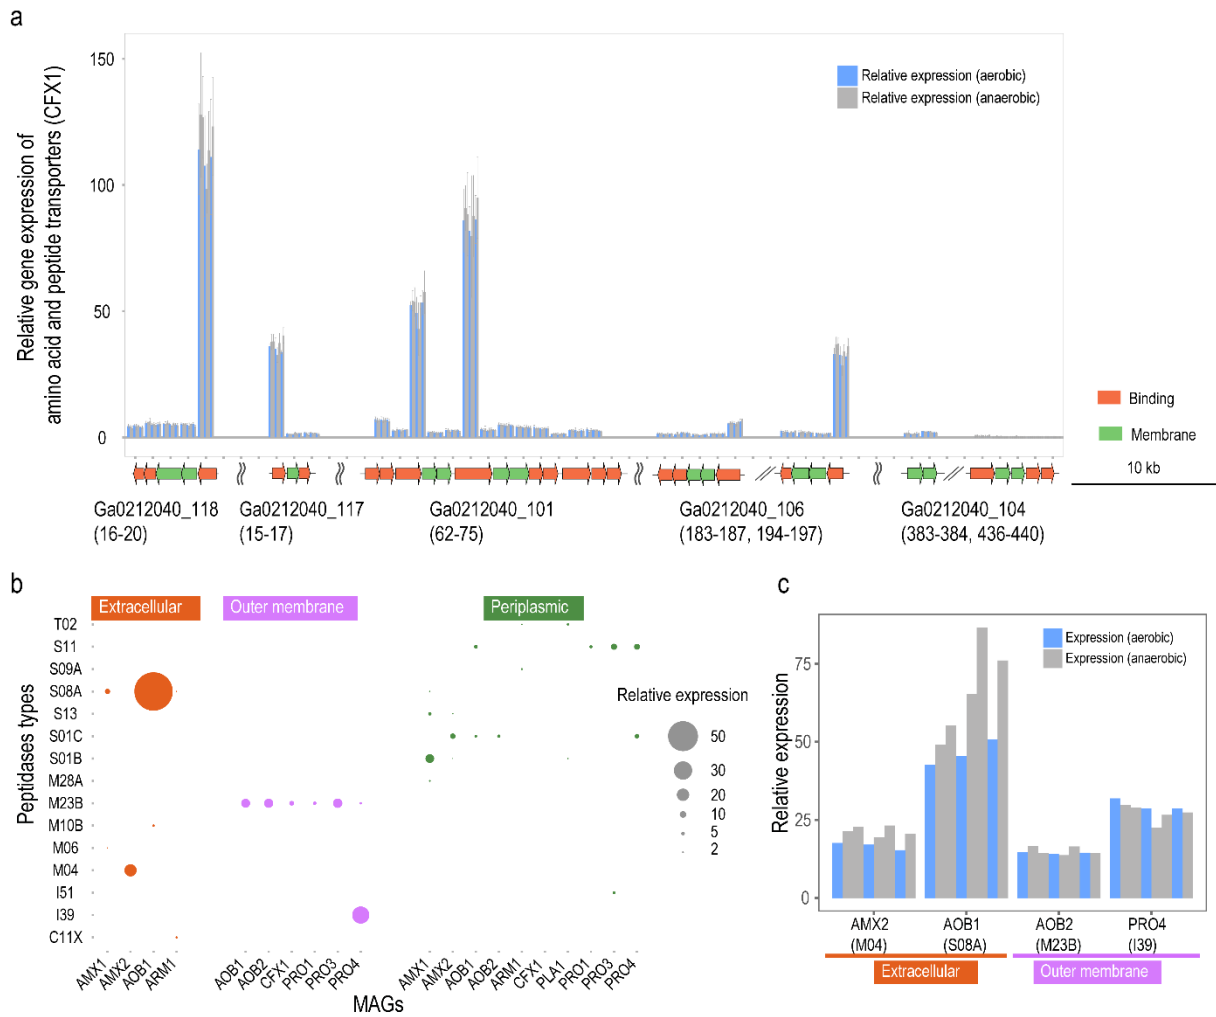 a
Relative gene expression of
amino acid and peptide transporters (CFX1)
150
100
50
0
Relative expression (aerobic)
Relative expression (anaerobic)
Binding
Membrane
10 kb
Ga0212040_118
(16-20)
Ga0212040_117
(15-17)
Ga0212040_101
(62-75)
Ga0212040_106
(183-187, 194-197)
Ga0212040_104
(383-384, 436-440)
b
Extracellular
Outer membrane
Periplasmic
Peptidases types
T02
S11
S09A
S08A
S13
S01C
S01B
M28A
M23B
M10B
M06
M04
I51
I39
C11X
Relative expression
50
30
20
10
5
2
AMX1
AMX2
AOB1
ARM1
AOB1
AOB2
CFX1
PRO1
PRO3
PRO4
AMX1
AMX2
AOB1
AOB2
ARM1
CFX1
PLA1
PRO1
PRO3
PRO4
MAGs
c
Relative expression
75
50
25
0
Expression (aerobic)
Expression (anaerobic)
AMX2
(M04)
AOB1
(S08A)
AOB2
(M23B)
PRO4
(I39)
Extracellular
Outer membrane